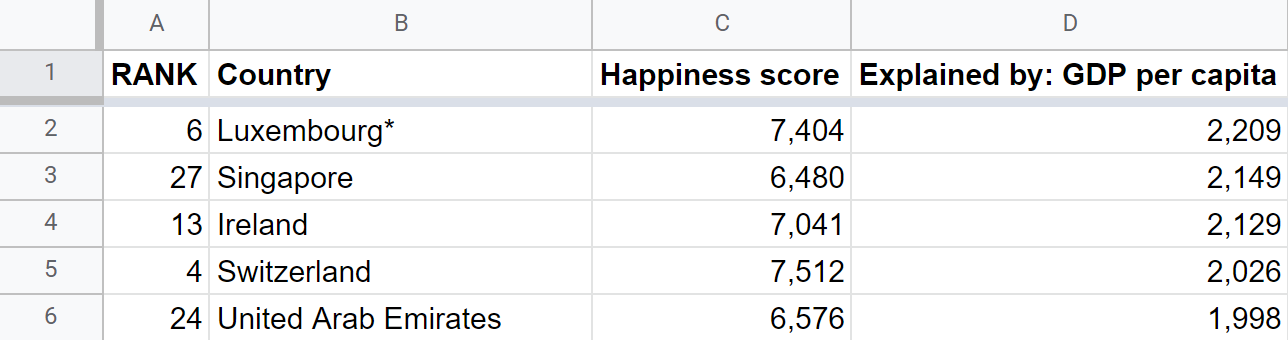 A B C D
1 RANK Country Happiness score Explained by: GDP per capita
2 6 Luxembourg* 7,404 2,209
3 27 Singapore 6,480 2,149
4 13 Ireland 7,041 2,129
5 4 Switzerland 7,512 2,026
6 24 United Arab Emirates 6,576 1,998